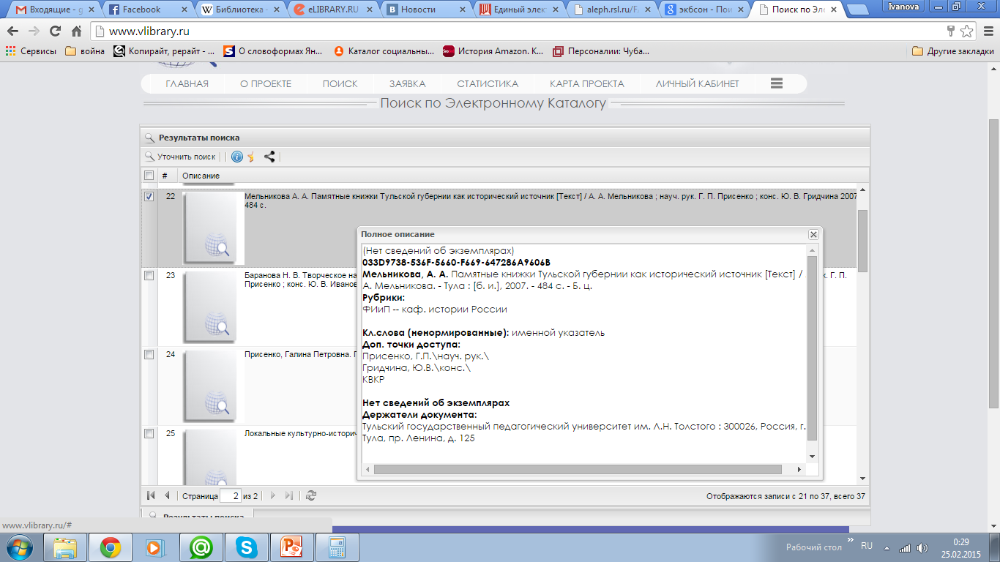 Входящие - g
Facebook
Библиотека -
eLIBRARY.RU
Новости
Единый элек
aleph.rsl.ru/F/
экбсон - Пои
Поиск по Эле
Ivanova
www.vlibrary.ru
Сервисы
война
Копирайт, рерайт - ...
О словоформах Ян...
Каталог социальны...
История Amazon. К...
Персоналии: Чуба...
Другие закладки
ГЛАВНАЯ
О ПРОЕКТЕ
ПОИСК
ЗАЯВКА
СТАТИСТИКА
КАРТА ПРОЕКТА
ЛИЧНЫЙ КАБИНЕТ
Поиск по Электронному Каталогу
Результаты поиска
Уточнить поиск
# Описание
22 Мельникова А. А. Памятные книжки Тульской губернии как исторический источник [Текст] / А. А. Мельникова ; науч. рук. Г. П. Присенко ; конс. Ю. В. Гридчина 2007
484 с.
23 Баранова Н. В. Творческое на
к. Г. П.
Присенко ; конс. Ю. В. Иванов
24 Присенко, Галина Петровна. Г
25 Локальные культурно-историч
Полное описание
(Нет сведений об экземплярах)
033D9738-536F-5660-F669-647286A9606B
Мельникова, А. А. Памятные книжки Тульской губернии как исторический источник [Текст] /
А. Мельникова. - Тула : [б. и.], 2007. - 484 с. - Б. ц.
Рубрики:
ФИиП -- каф. истории России
Кл.слова (ненормированные): именной указатель
Доп. точки доступа:
Присенко, Г.П.\науч. рук.\
Гридчина, Ю.В.\конс.\
КВКР
Нет сведений об экземплярах
Держатели документа:
Тульский государственный педагогический университет им. Л.Н. Толстого : 300026, Россия, г.
Тула, пр. Ленина, д. 125
Страница 2 из 2
Отображаются записи с 21 по 37, всего 37
Результаты поиска
www.vlibrary.ru/#
Рабочий стол
RU
0:29
25.02.2015